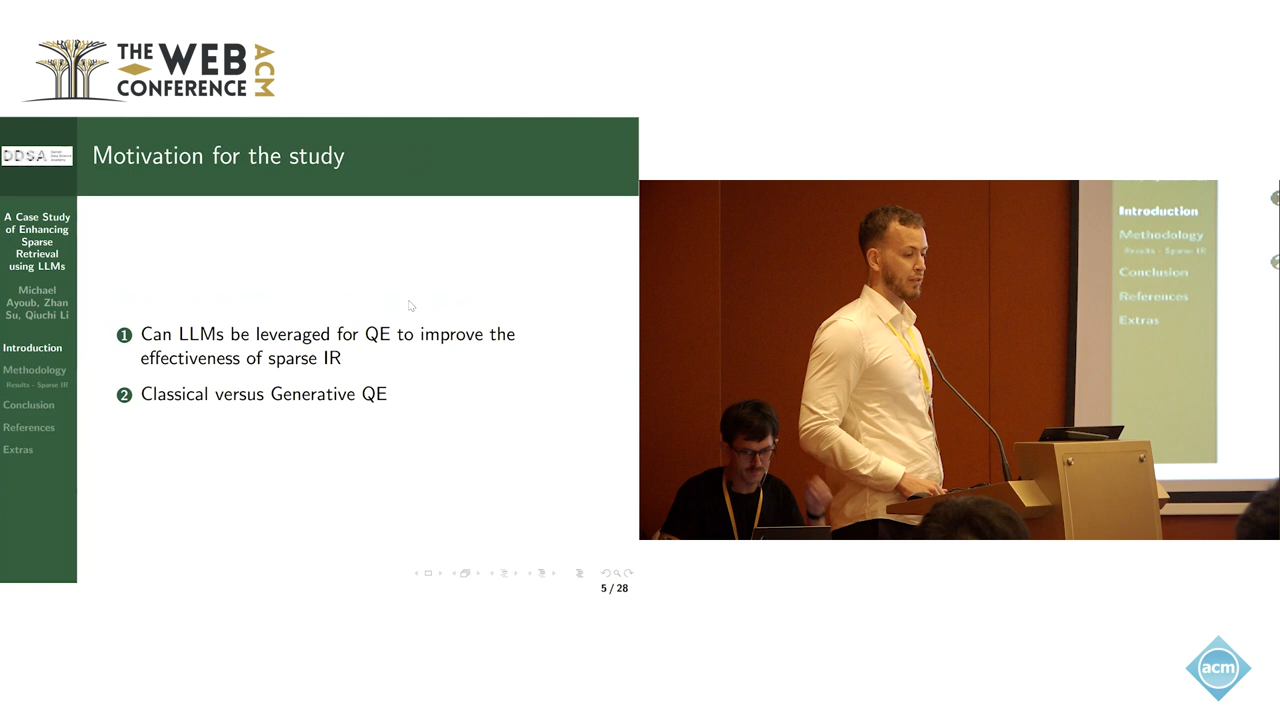 THE WEB
CONFERENCE
ACM
DDSA
Motivation for the study
A Case Study
of Enhancing
Sparse
Retrieval
using LLMs
Michael
Ayoub, Zhan
Su, Qiuchi Li
Introduction
Methodology
Results - Sparse IR
Conclusion
References
Extras
1 Can LLMs be leveraged for QE to improve the
effectiveness of sparse IR
2 Classical versus Generative QE
5 / 28
Introduction
Methodology
Results - Sparse IR
Conclusion
References
Extras
acm